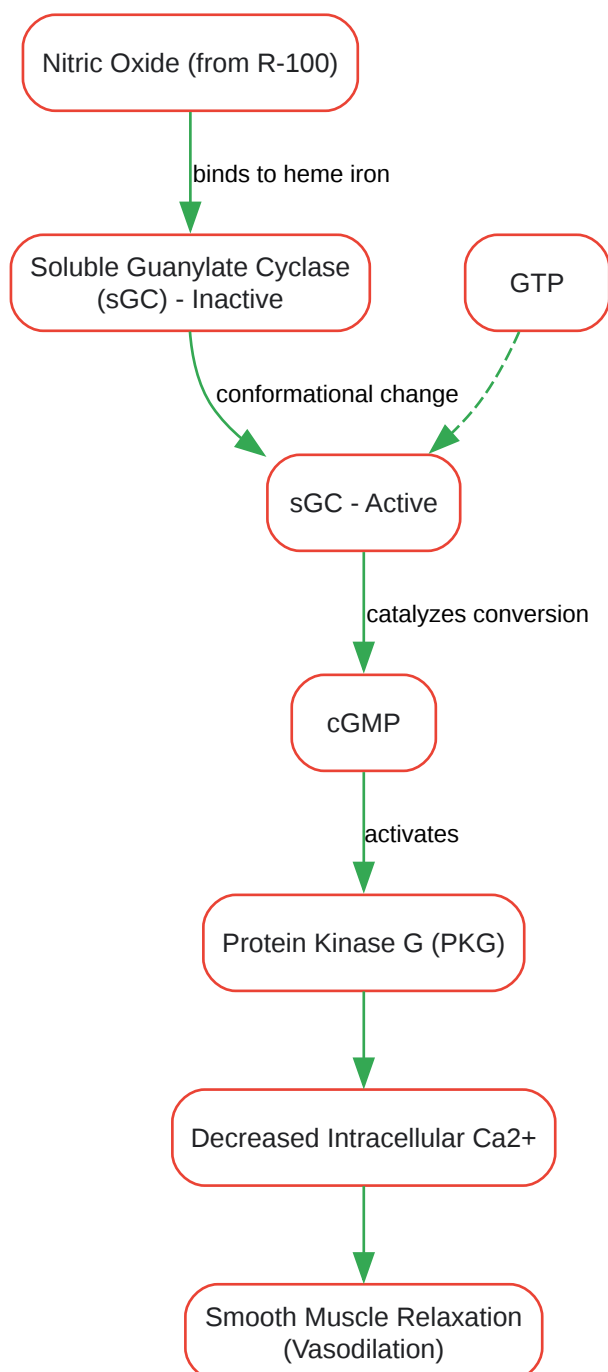 Nitric Oxide (from R-100)
binds to heme iron
Soluble Guanylate Cyclase
(sGC) - Inactive
GTP
conformational change
sGC - Active
catalyzes conversion
cGMP
activates
Protein Kinase G (PKG)
Decreased Intracellular Ca2+
Smooth Muscle Relaxation
(Vasodilation)